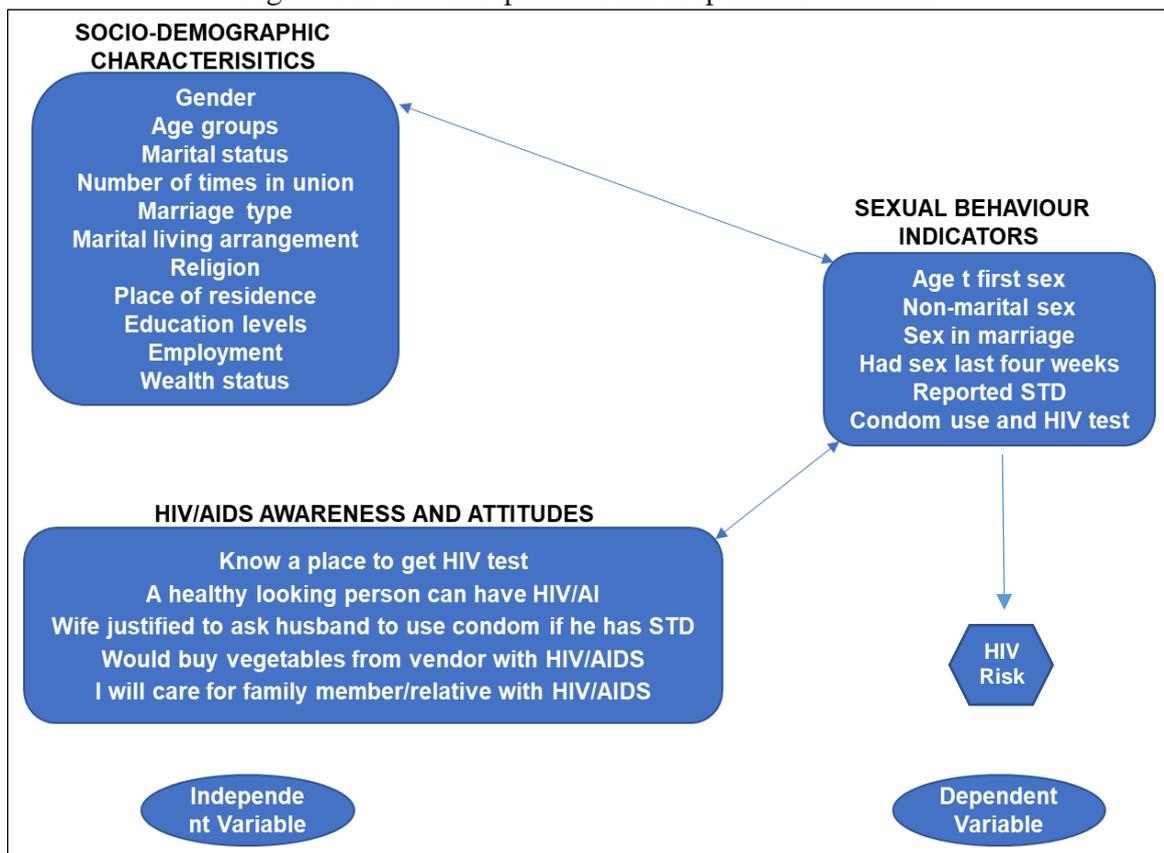 SOCIO-DEMOGRAPHIC
CHARACTERISITICS
Gender
Age groups
Marital status
Number of times in union
Marriage type
Marital living arrangement
Religion
Place of residence
Education levels
Employment
Wealth status
SEXUAL BEHAVIOUR
INDICATORS
Age t first sex
Non-marital sex
Sex in marriage
Had sex last four weeks
Reported STD
Condom use and HIV test
HIV/AIDS AWARENESS AND ATTITUDES
Know a place to get HIV test
A healthy looking person can have HIV/AI
Wife justified to ask husband to use condom if he has STD
Would buy vegetables from vendor with HIV/AIDS
I will care for family member/relative with HIV/AIDS
HIV
Risk
Independe
nt Variable
Dependent
Variable